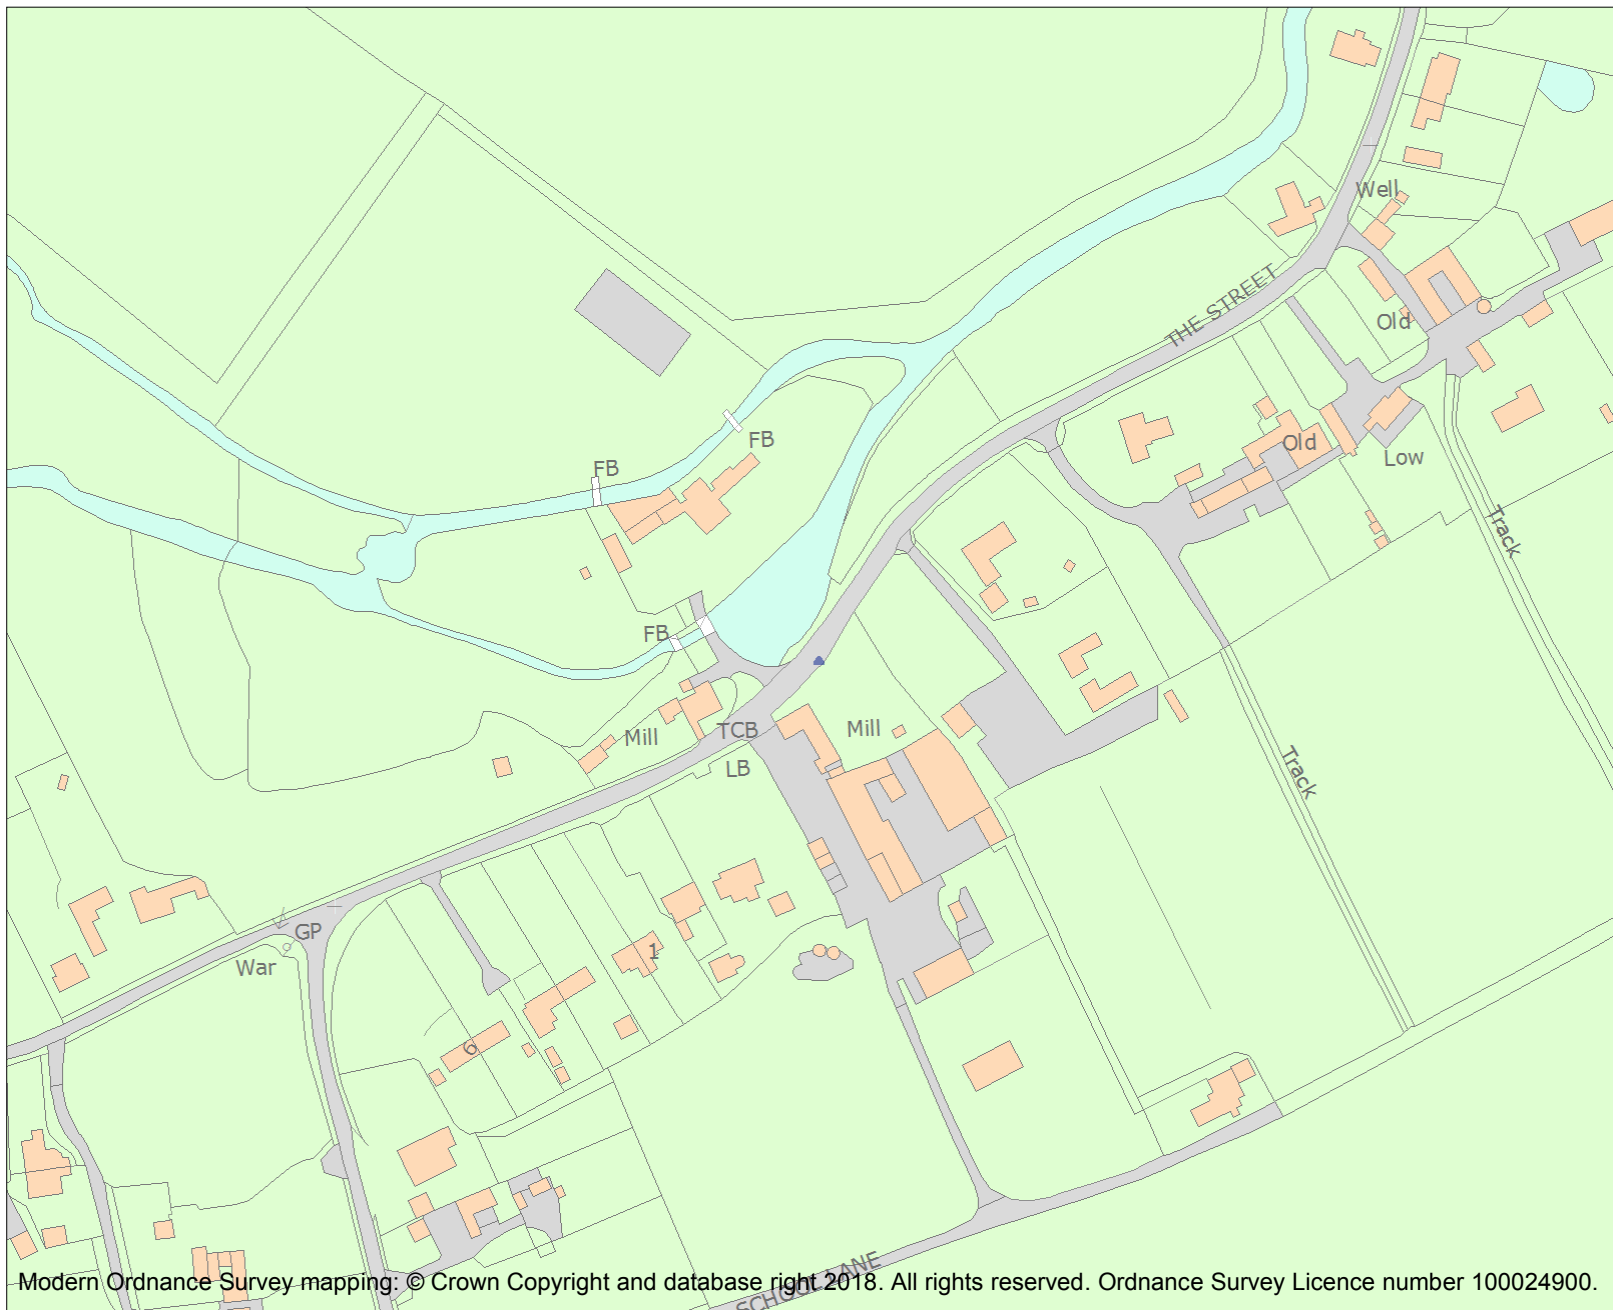 Well
THE STREET
Old
FB
Old
Low
FB
Track
FB
Mill
TCB
Mill
LB
Track
GP
War
1
6
SCHOOL LANE
Modern Ordnance Survey mapping: © Crown Copyright and database right 2018. All rights reserved. Ordnance Survey Licence number 100024900.